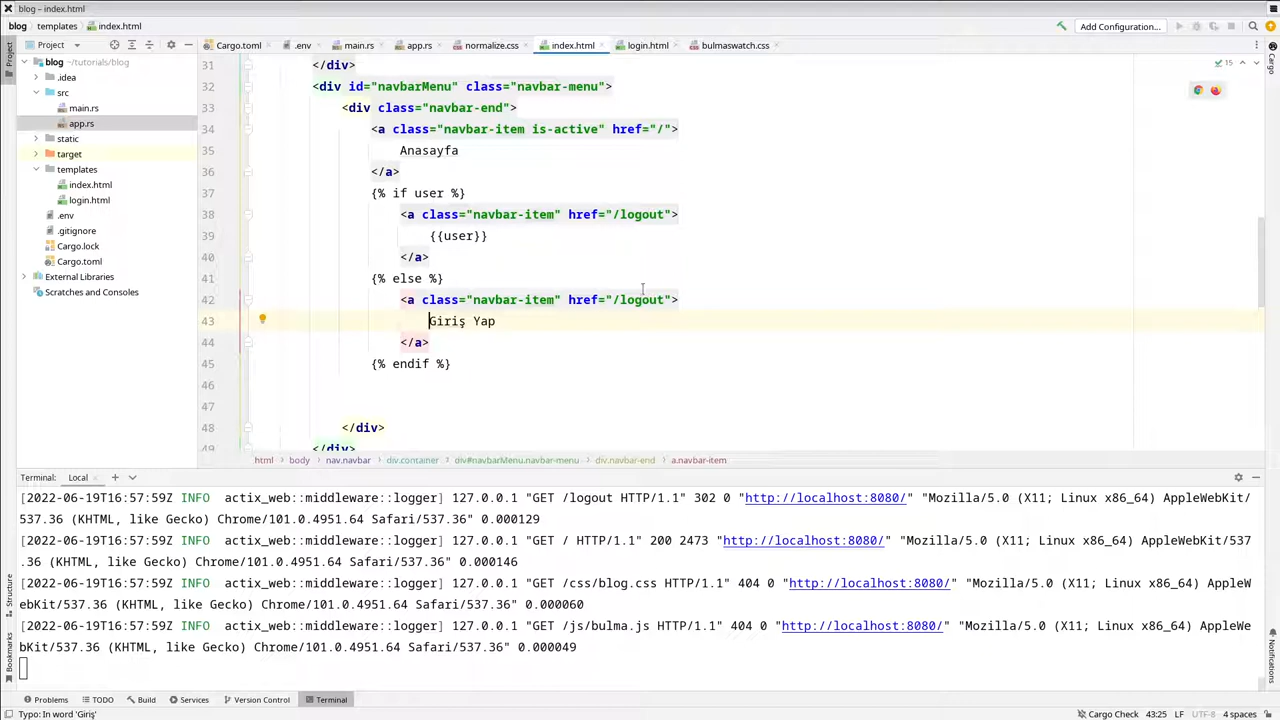 blog – index.html
blog templates index.html
Add Configuration...
Project
Cargo.toml .env main.rs app.rs normalize.css index.html login.html bulmaswatch.css
Project
Cargo
blog ~/tutorials/blog
.idea
src
main.rs
app.rs
static
target
templates
index.html
login.html
.env
.gitignore
Cargo.lock
Cargo.toml
External Libraries
Scratches and Consoles
15
31 </div>
32 <div id="navbarMenu" class="navbar-menu">
33 <div class="navbar-end">
34 <a class="navbar-item is-active" href="/">
35 Anasayfa
36 </a>
37 {% if user %}
38 <a class="navbar-item" href="/logout">
39 {{user}}
40 </a>
41 {% else %}
42 <a class="navbar-item" href="/logout">
43 Giriş Yap
44 </a>
45 {% endif %}
46
47
48 </div>
49 </div>
html body nav.navbar div.container div#navbarMenu.navbar-menu div.navbar-end a.navbar-item
Terminal: Local
[2022-06-19T16:57:59Z INFO actix_web::middleware::logger] 127.0.0.1 "GET /logout HTTP/1.1" 302 0 "http://localhost:8080/" "Mozilla/5.0 (X11; Linux x86_64) AppleWebKit/
537.36 (KHTML, like Gecko) Chrome/101.0.4951.64 Safari/537.36" 0.000129
[2022-06-19T16:57:59Z INFO actix_web::middleware::logger] 127.0.0.1 "GET / HTTP/1.1" 200 2473 "http://localhost:8080/" "Mozilla/5.0 (X11; Linux x86_64) AppleWebKit/537
.36 (KHTML, like Gecko) Chrome/101.0.4951.64 Safari/537.36" 0.000146
[2022-06-19T16:57:59Z INFO actix_web::middleware::logger] 127.0.0.1 "GET /css/blog.css HTTP/1.1" 404 0 "http://localhost:8080/" "Mozilla/5.0 (X11; Linux x86_64) AppleW
ebKit/537.36 (KHTML, like Gecko) Chrome/101.0.4951.64 Safari/537.36" 0.000060
[2022-06-19T16:57:59Z INFO actix_web::middleware::logger] 127.0.0.1 "GET /js/bulma.js HTTP/1.1" 404 0 "http://localhost:8080/" "Mozilla/5.0 (X11; Linux x86_64) AppleWe
bKit/537.36 (KHTML, like Gecko) Chrome/101.0.4951.64 Safari/537.36" 0.000049
Structure
Bookmarks
Notifications
Problems TODO Build Services Version Control Terminal
Typo: In word 'Giriş'
Cargo Check 43:25 LF UTF-8 4 spaces